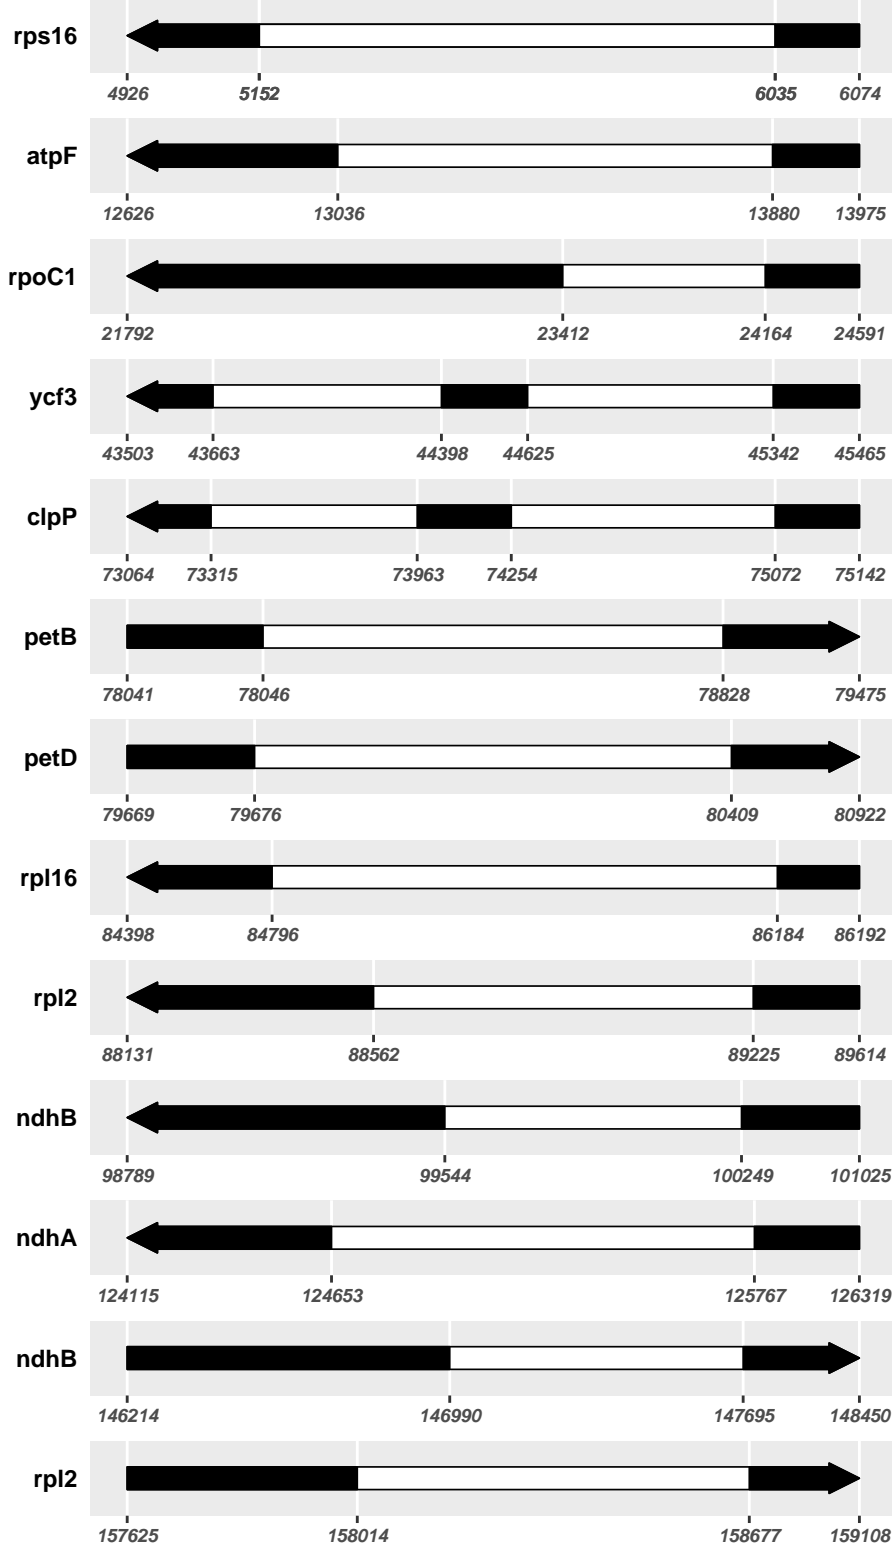 rps16
4926 5152 6035 6074
atpF
12626 13036 13880 13975
rpoC1
21792 23412 24164 24591
ycf3
43503 43663 44398 44625 45342 45465
clpP
73064 73315 73963 74254 75072 75142
petB
78041 78046 78828 79475
petD
79669 79676 80409 80922
rpl16
84398 84796 86184 86192
rpl2
88131 88562 89225 89614
ndhB
98789 99544 100249 101025
ndhA
124115 124653 125767 126319
ndhB
146214 146990 147695 148450
rpl2
157625 158014 158677 159108